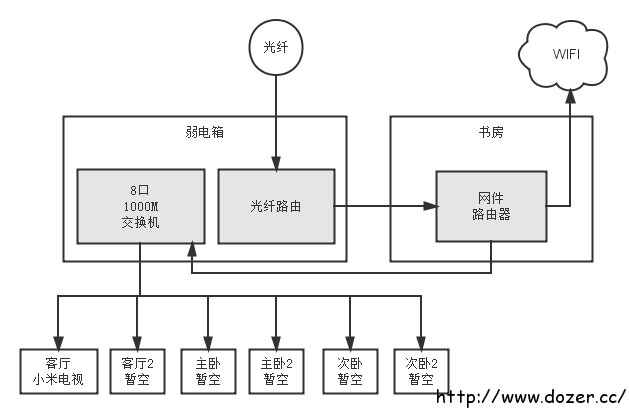 光纤
WIFI
弱电箱
书房
8口
1000M
交换机
光纤路由
网件
路由器
客厅
小米电视
客厅2
暂空
主卧
暂空
主卧2
暂空
次卧
暂空
次卧2
暂空
http://www.dozer.cc/